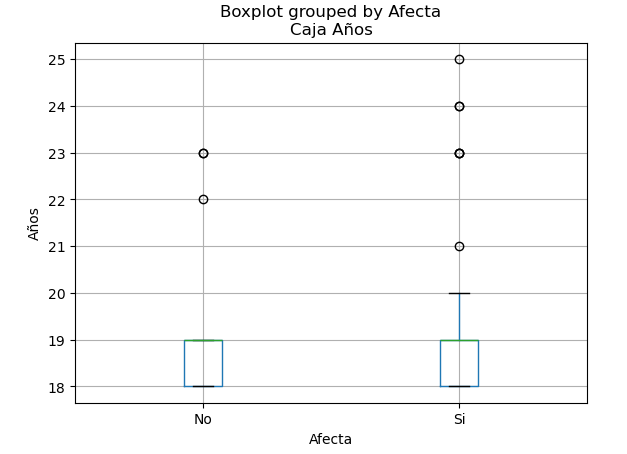 Boxplot grouped by Afecta
Caja Años
25
24
23
22
21
20
19
18
Años
No
Si
Afecta